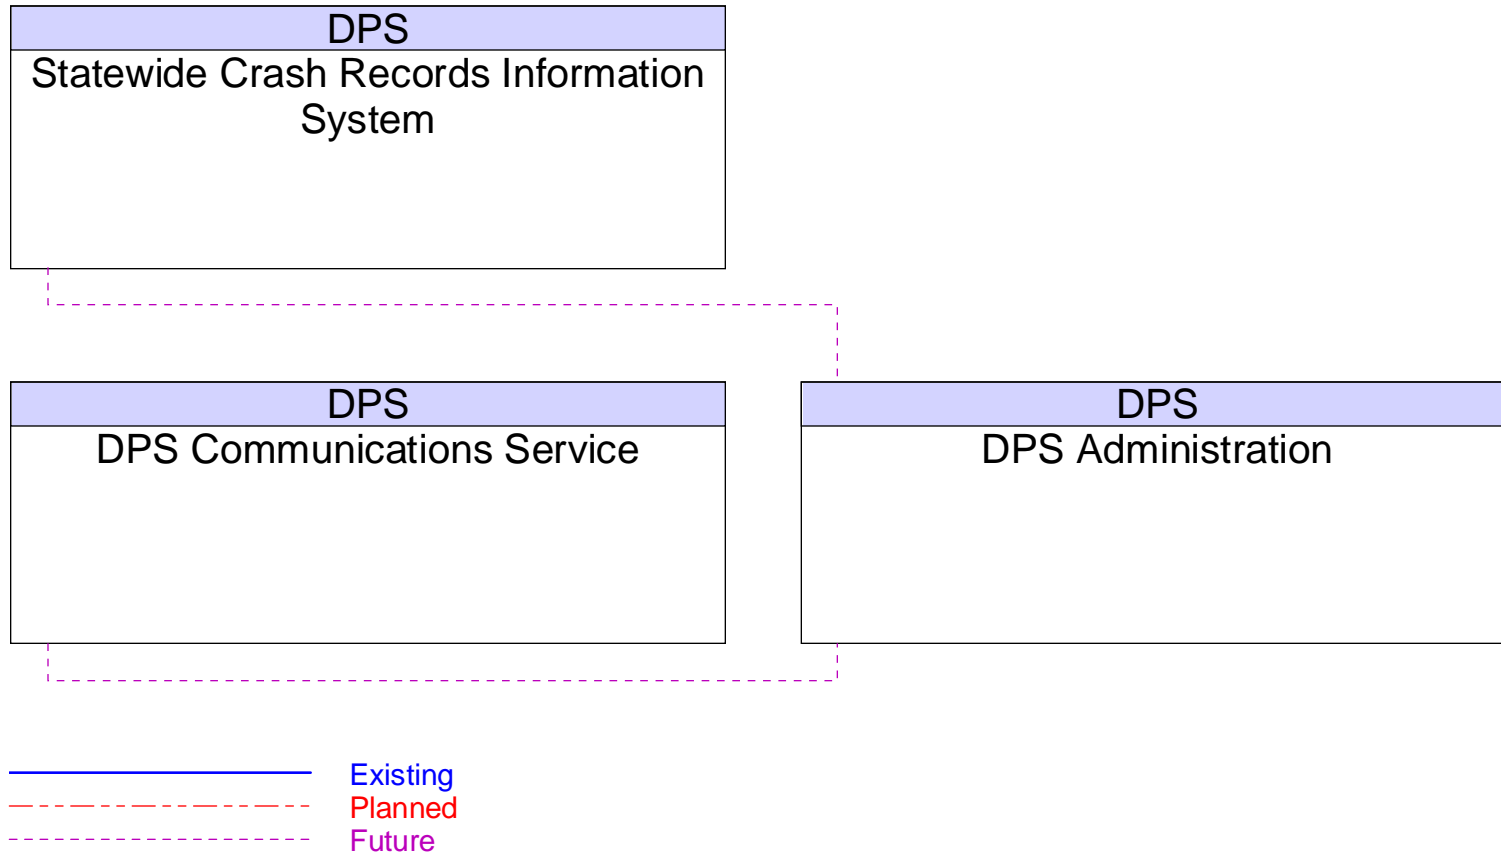 DPS
Statewide Crash Records Information
System
DPS
DPS Communications Service
DPS
DPS Administration
Existing
Planned
Future